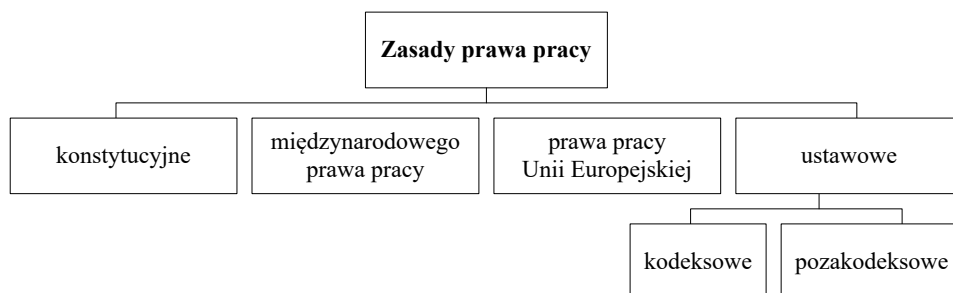 Zasady prawa pracy
konstytucyjne
międzynarodowego
prawa pracy
prawa pracy
Unii Europejskiej
ustawowe
kodeksowe
pozakodeksowe